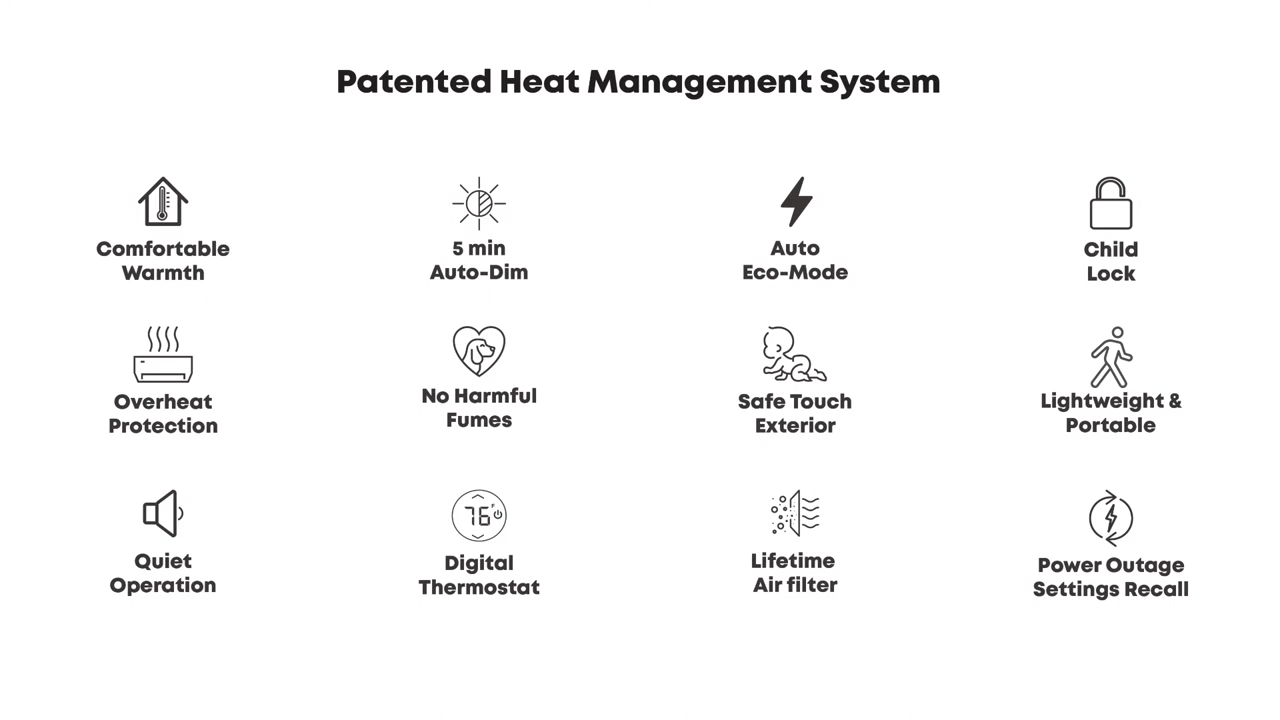 Patented Heat Management System
Comfortable
Warmth
5 min
Auto-Dim
Auto
Eco-Mode
Child
Lock
Overheat
Protection
No Harmful
Fumes
Safe Touch
Exterior
Lightweight &
Portable
Quiet
Operation
76°F
Digital
Thermostat
Lifetime
Air filter
Power Outage
Settings Recall